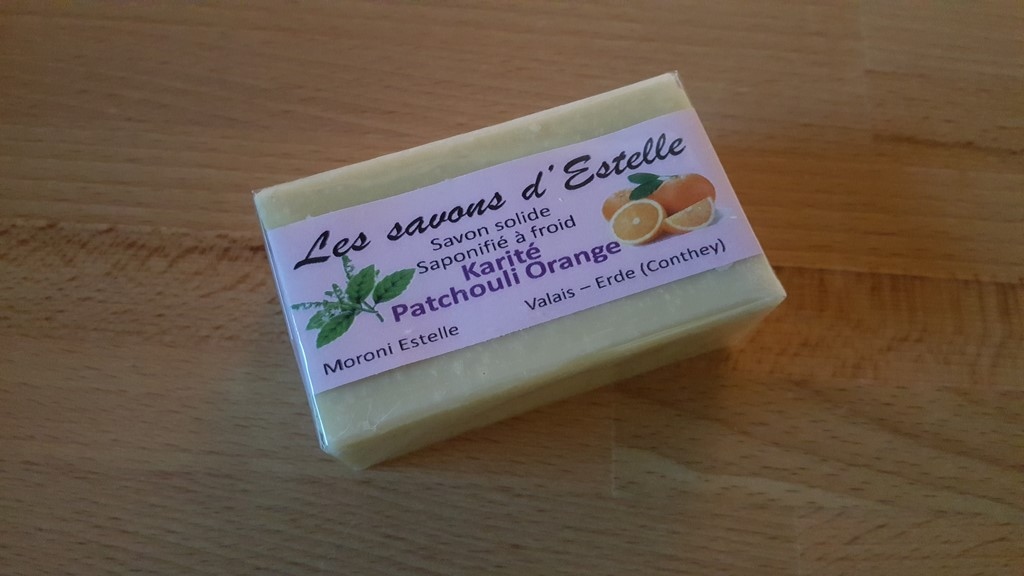 Les savons d'Estelle
Savon solide
Saponifié à froid
Karité
Patchouli Orange
Valais – Erde (Conthey)
Moroni Estelle